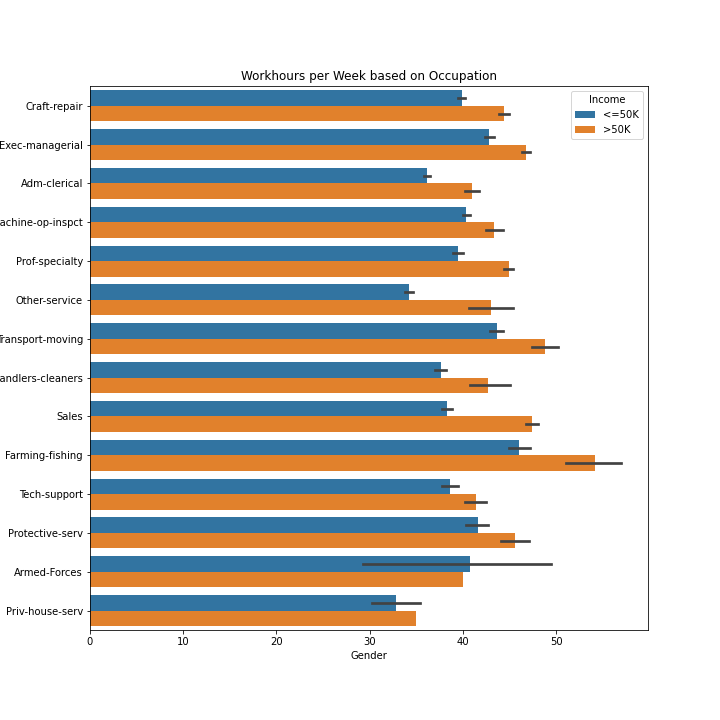 Workhours per Week based on Occupation
Income
<=50K
>50K
Craft-repair
Exec-managerial
Adm-clerical
achine-op-inspct
Prof-specialty
Other-service
Transport-moving
andlers-cleaners
Sales
Farming-fishing
Tech-support
Protective-serv
Armed-Forces
Priv-house-serv
0 10 20 30 40 50
Gender